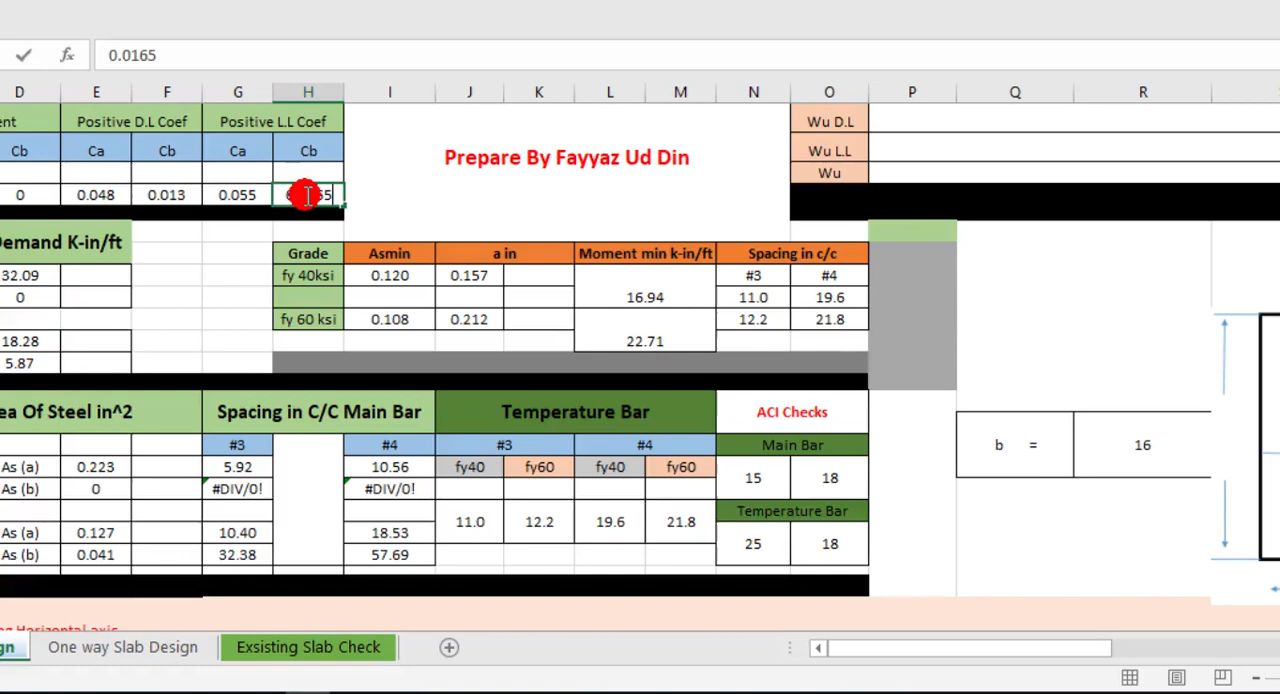 fx 0.0165
D E F G H I J K L M N O P Q R
Positive D.L Coef Positive L.L Coef Wu D.L
Cb Ca Cb Ca Cb Wu L.L
Prepare By Fayyaz Ud Din
Wu
0 0.048 0.013 0.055
Demand K-in/ft Grade Asmin a in Moment min k-in/ft Spacing in c/c
32.09 fy 40ksi 0.120 0.157 #3 #4
0 16.94 11.0 19.6
fy 60 ksi 0.108 0.212 12.2 21.8
18.28 22.71
5.87
Of Steel in^2 Spacing in C/C Main Bar Temperature Bar ACI Checks
#3 #4 #3 #4 Main Bar
b = 16
As (a) 0.223 5.92 10.56 fy40 fy60 fy40 fy60
15 18
As (b) 0 #DIV/0! #DIV/0!
Temperature Bar
11.0 12.2 19.6 21.8
As (a) 0.127 10.40 18.53
25 18
As (b) 0.041 32.38 57.69
Horizontal axis
One way Slab Design Exsisting Slab Check